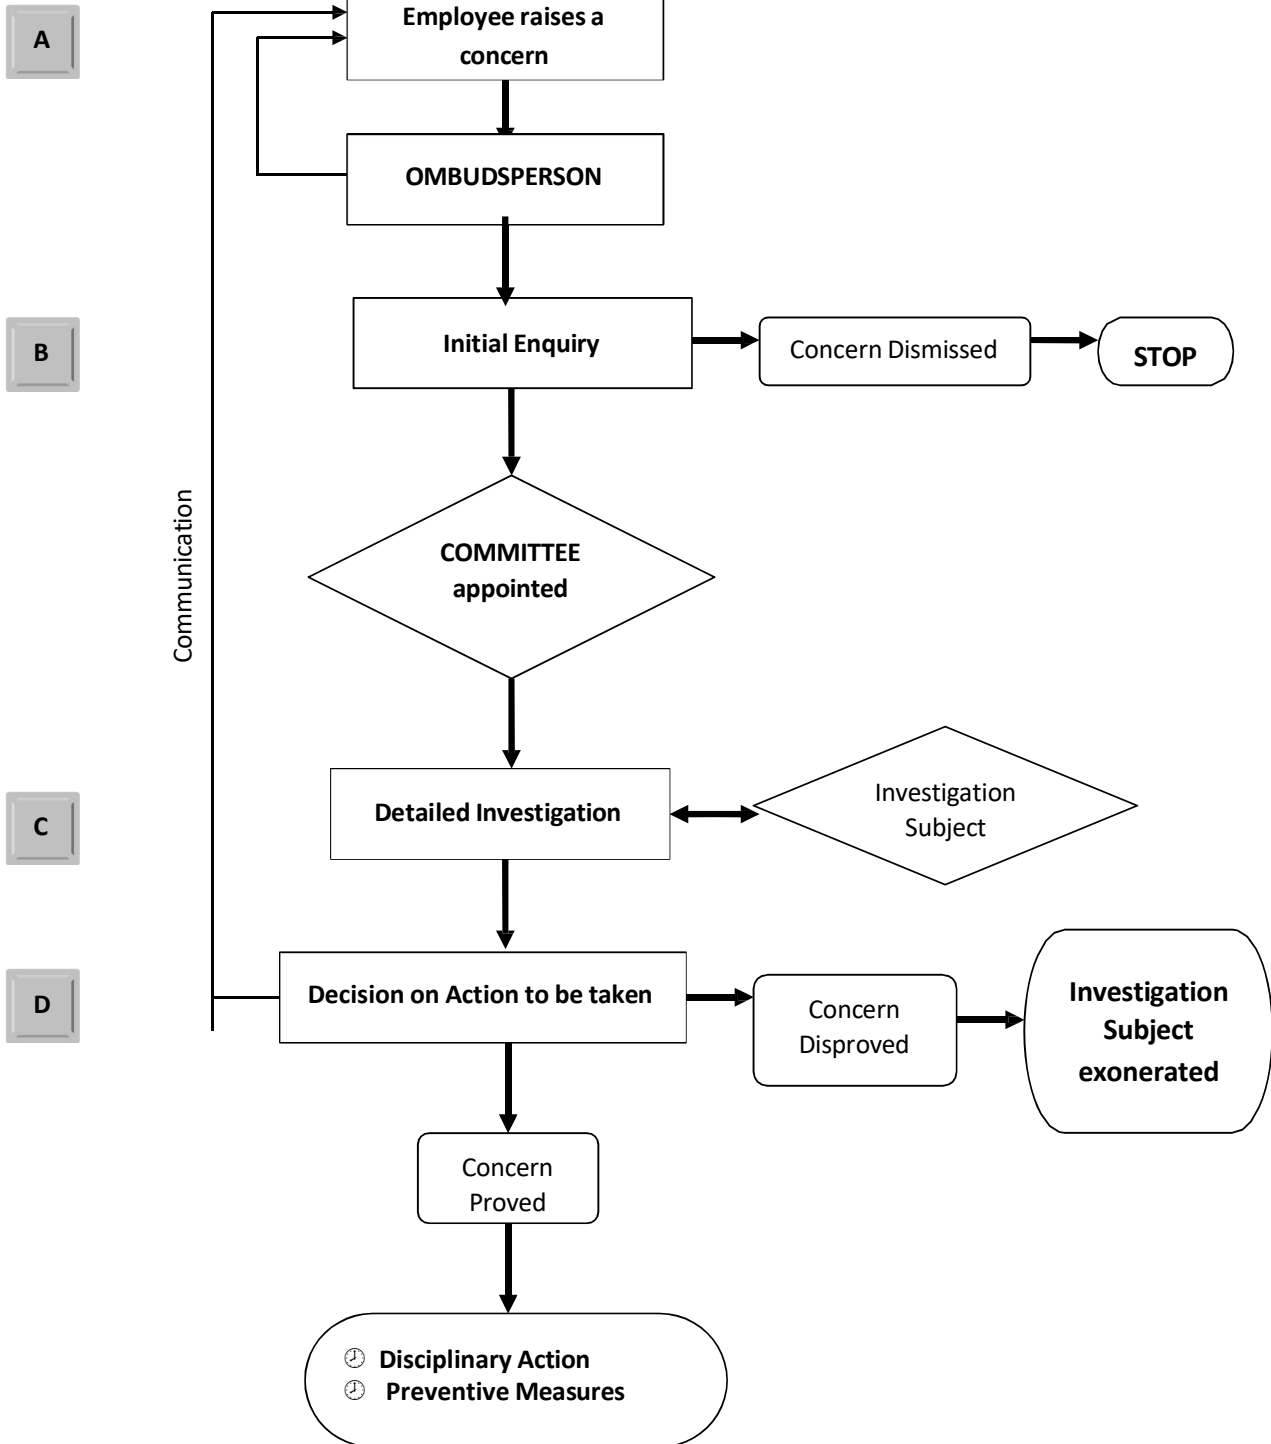 A
Employee raises a
concern
OMBUDSPERSON
B
Initial Enquiry
Concern Dismissed
STOP
COMMITTEE
appointed
Communication
C
Detailed Investigation
Investigation
Subject
D
Decision on Action to be taken
Concern
Disproved
Investigation
Subject
exonerated
Concern
Proved
Disciplinary Action
Preventive Measures